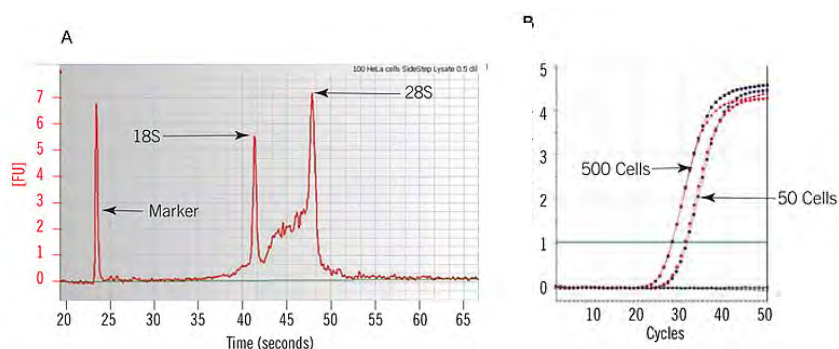 A
100 HeLa cells SideStep Lysate 0.5 dil
7
6
5
4
3
2
1
0
[FU]
18S
28S
Marker
20 25 30 35 40 45 50 55 60 65
Time (seconds)
5
4
3
2
1
0
500 Cells
50 Cells
10 20 30 40 50
Cycles